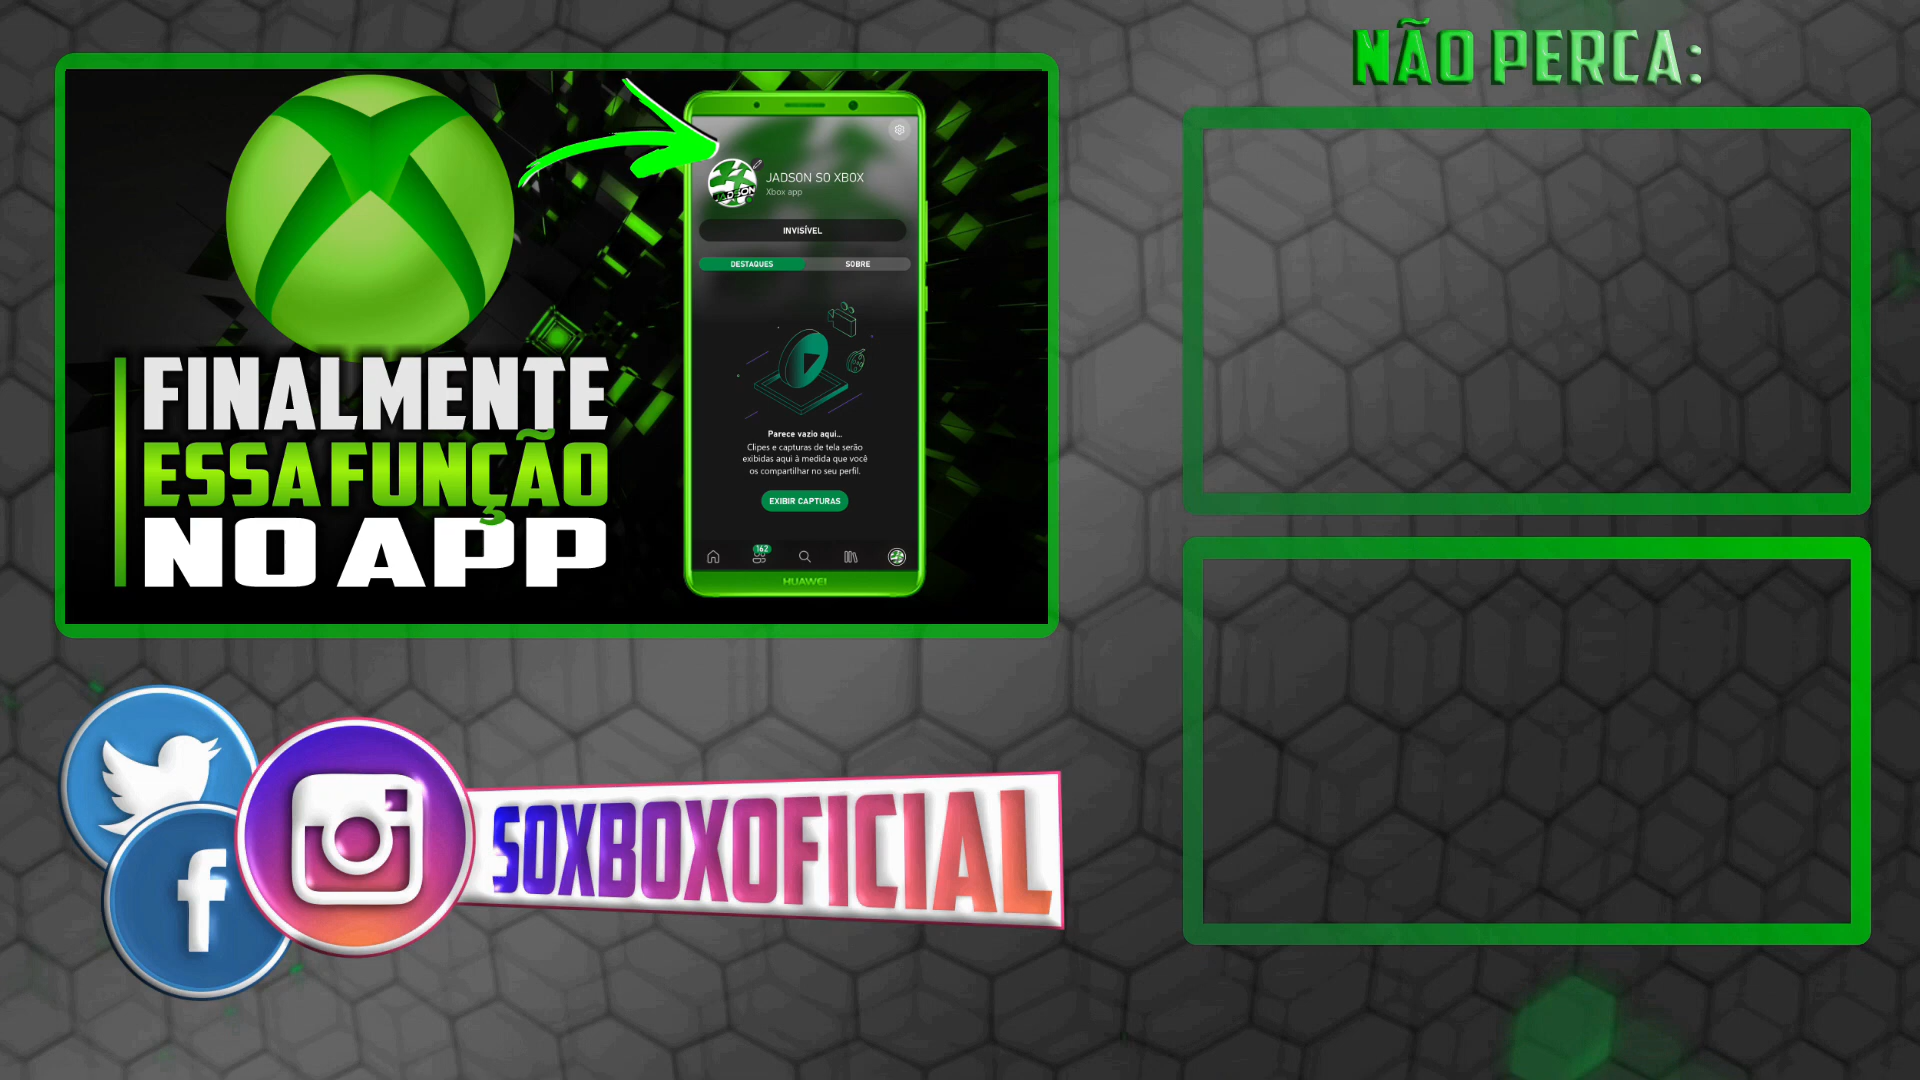 NÃO PERCA:
JADSON SO XBOX
Xbox app
INVISÍVEL
DESTAQUES SOBRE
FINALMENTE
ESSA FUNÇÃO
NO APP
Parece vazio aqui...
Clipes e capturas de tela serão
exibidas aqui à medida que você
os compartilhar no seu perfil.
EXIBIR CAPTURAS
162
HUAWEI
SOXBOXOFICIAL